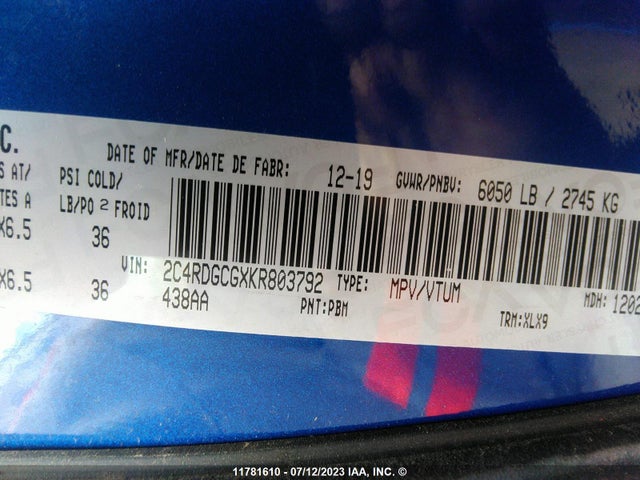 C.
DATE OF MFR/DATE DE FABR: 12-19 GVWR/PNBV: 6050 LB / 2745 KG
S AT/ PSI COLD/
TES A LB/PO 2 FROID
X6.5 36
VIN: 2C4RDGCGXKR803792 TYPE: MPV/VTUM MDH: 1202
X6.5 36 438AA PNT:PBM TRM:XLX9
11781610 - 07/12/2023 IAA, INC. ©